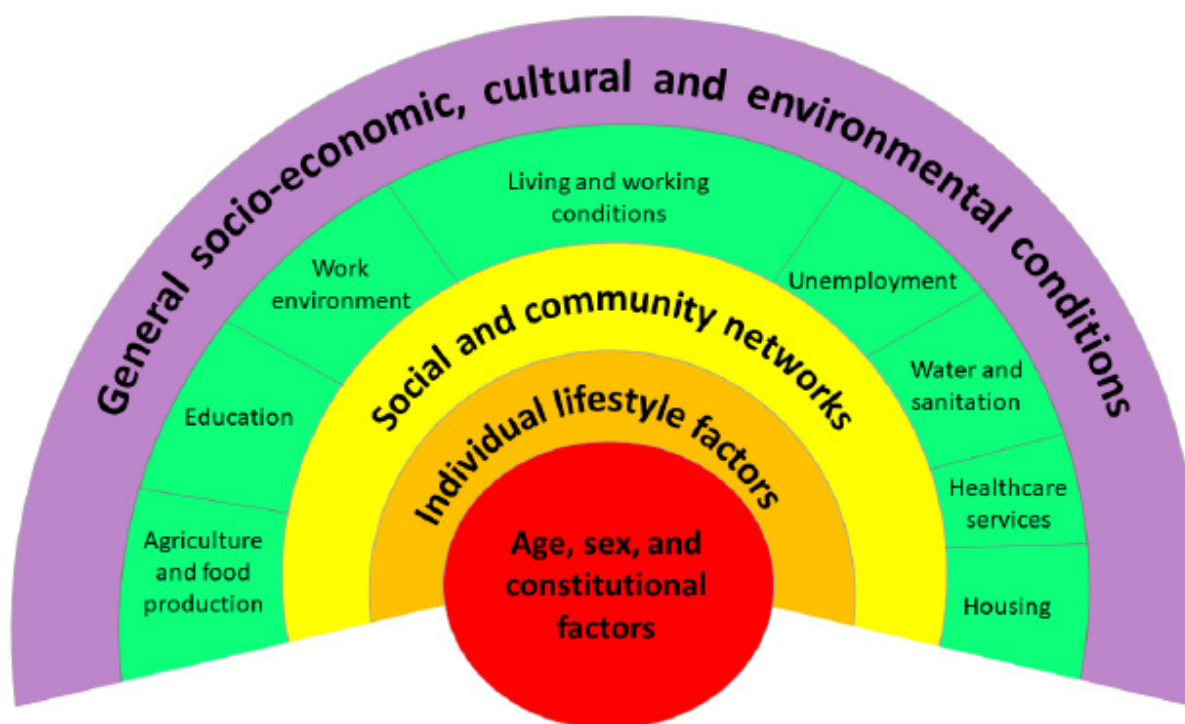 General socio-economic, cultural and environmental conditions
Living and working
conditions
Work
environment
Unemployment
Education
Water and
sanitation
Agriculture
and food
production
Healthcare
services
Housing
Social and community networks
Individual lifestyle factors
Age, sex, and
constitutional
factors